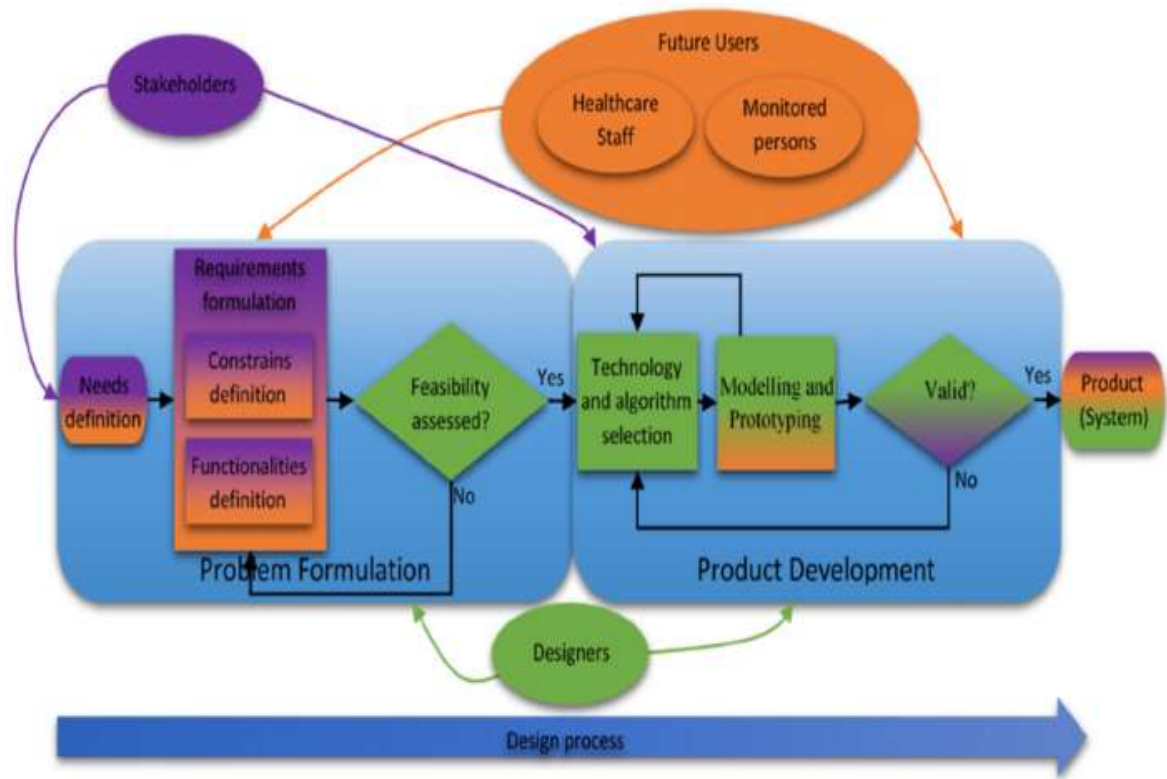 Future Users
Stakeholders
Healthcare
Staff
Monitored
persons
Requirements
formulation
Constrains
definition
Functionalities
definition
Needs
definition
Feasibility
assessed?
Yes
No
Technology
and algorithm
selection
Modelling and
Prototyping
Valid?
Yes
No
Product
(System)
Problem Formulation
Product Development
Designers
Design process